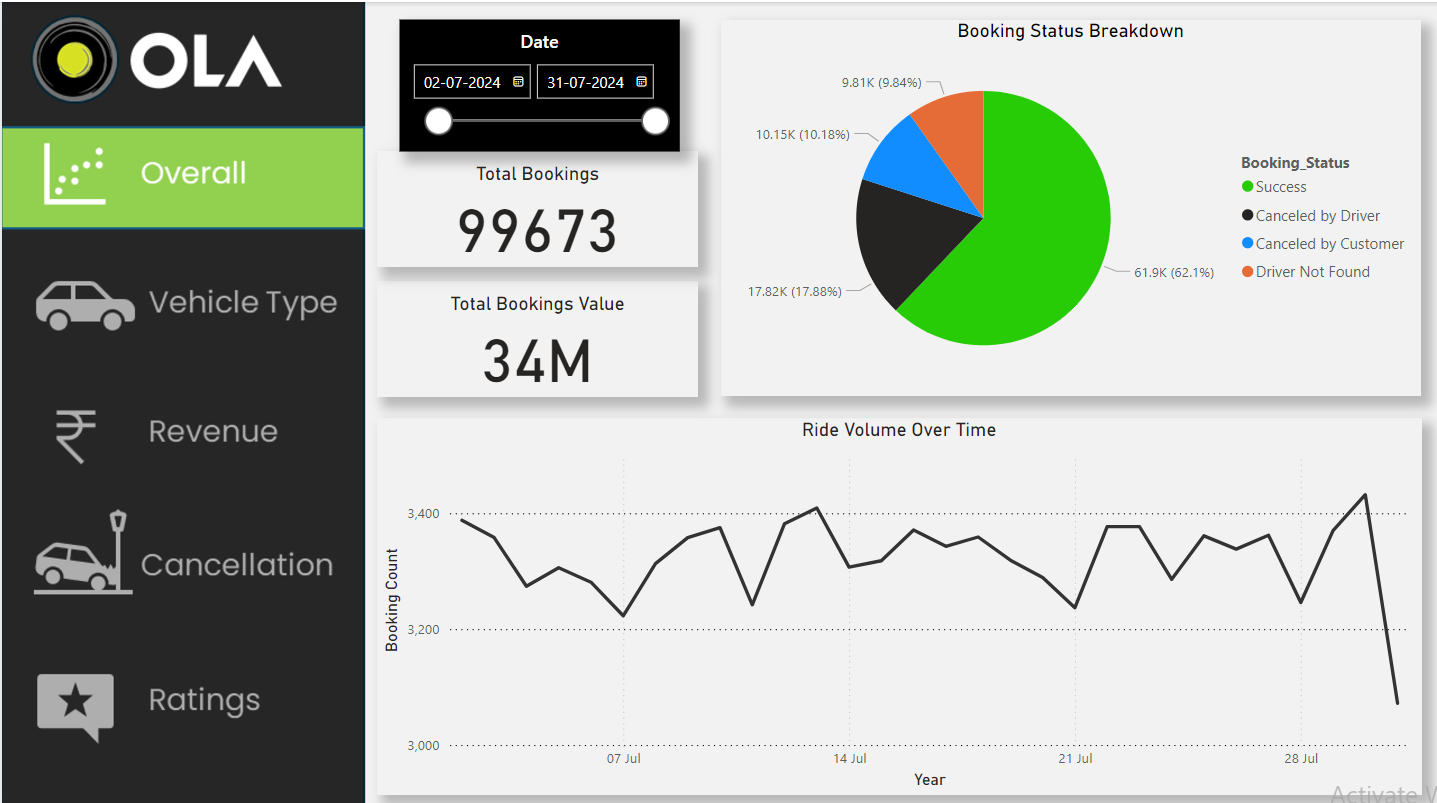 OLA
Overall
Vehicle Type
Revenue
Cancellation
Ratings
Date
02-07-2024 31-07-2024
Total Bookings
99673
Total Bookings Value
34M
Booking Status Breakdown
9.81K (9.84%)
10.15K (10.18%)
17.82K (17.88%)
61.9K (62.1%)
Booking_Status
Success
Canceled by Driver
Canceled by Customer
Driver Not Found
Ride Volume Over Time
Booking Count
3,400
3,200
3,000
07 Jul 14 Jul 21 Jul 28 Jul
Year
Activate